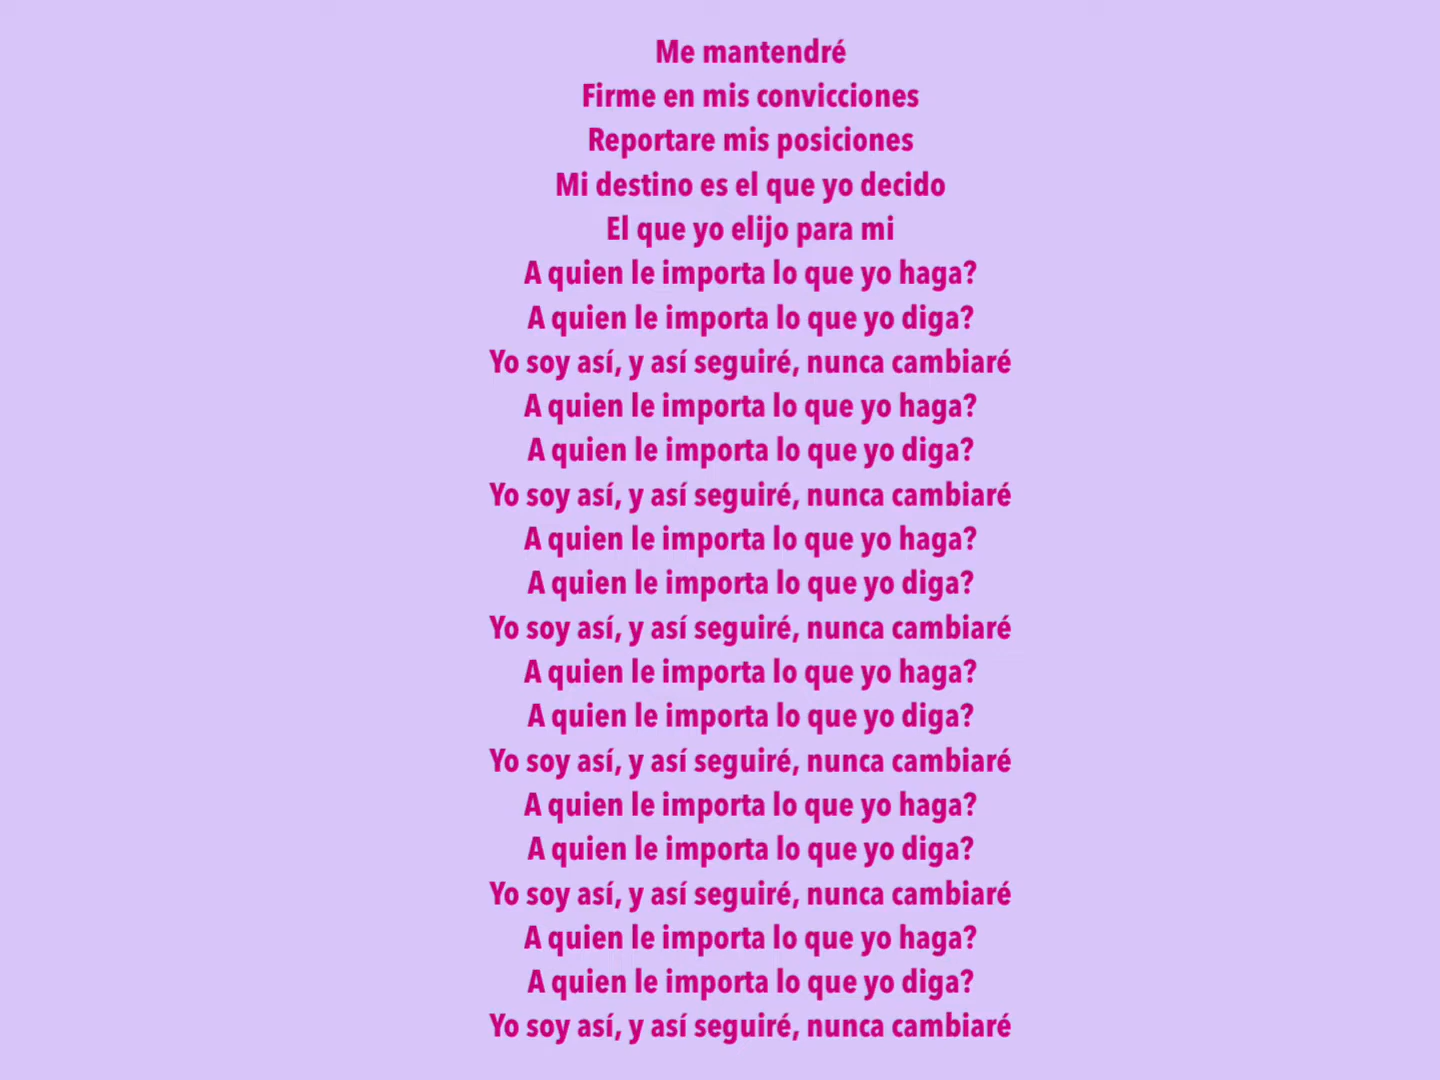 Me mantendré
Firme en mis convicciones
Reportare mis posiciones
Mi destino es el que yo decido
El que yo elijo para mi
A quien le importa lo que yo haga?
A quien le importa lo que yo diga?
Yo soy así, y así seguiré, nunca cambiaré
A quien le importa lo que yo haga?
A quien le importa lo que yo diga?
Yo soy así, y así seguiré, nunca cambiaré
A quien le importa lo que yo haga?
A quien le importa lo que yo diga?
Yo soy así, y así seguiré, nunca cambiaré
A quien le importa lo que yo haga?
A quien le importa lo que yo diga?
Yo soy así, y así seguiré, nunca cambiaré
A quien le importa lo que yo haga?
A quien le importa lo que yo diga?
Yo soy así, y así seguiré, nunca cambiaré
A quien le importa lo que yo haga?
A quien le importa lo que yo diga?
Yo soy así, y así seguiré, nunca cambiaré